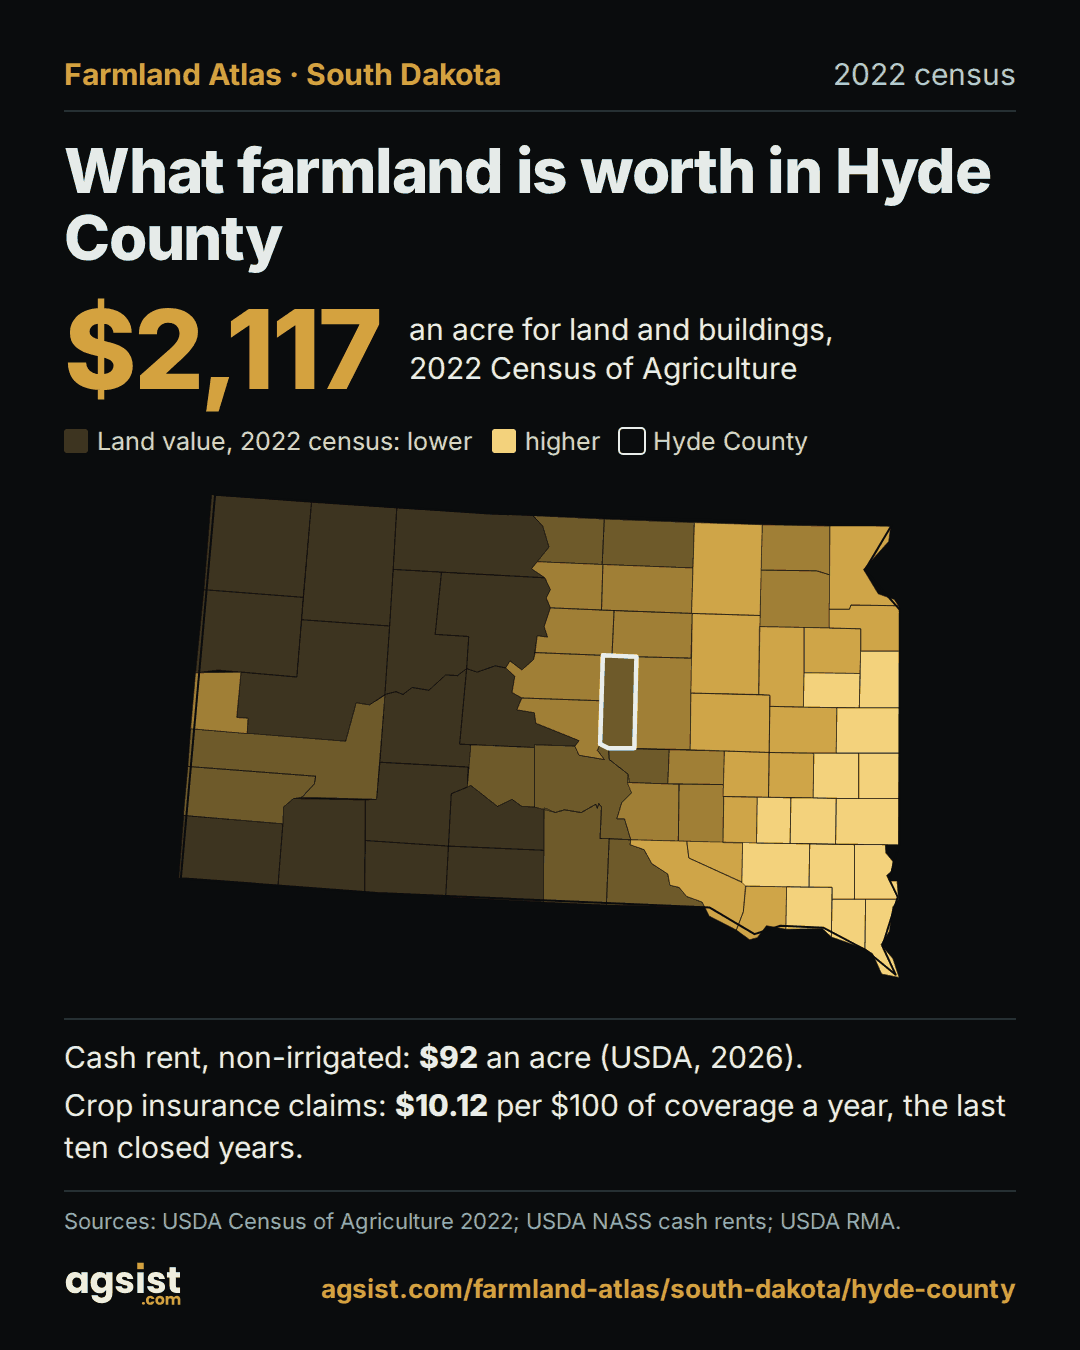 Farmland Atlas · South Dakota
2022 census
What farmland is worth in Hyde
County
$2,117
an acre for land and buildings,
2022 Census of Agriculture
Land value, 2022 census: lower
higher
Hyde County
Cash rent, non-irrigated: $92 an acre (USDA, 2026).
Crop insurance claims: $10.12 per $100 of coverage a year, the last
ten closed years.
Sources: USDA Census of Agriculture 2022; USDA NASS cash rents; USDA RMA.
agsist
.com
agsist.com/farmland-atlas/south-dakota/hyde-county